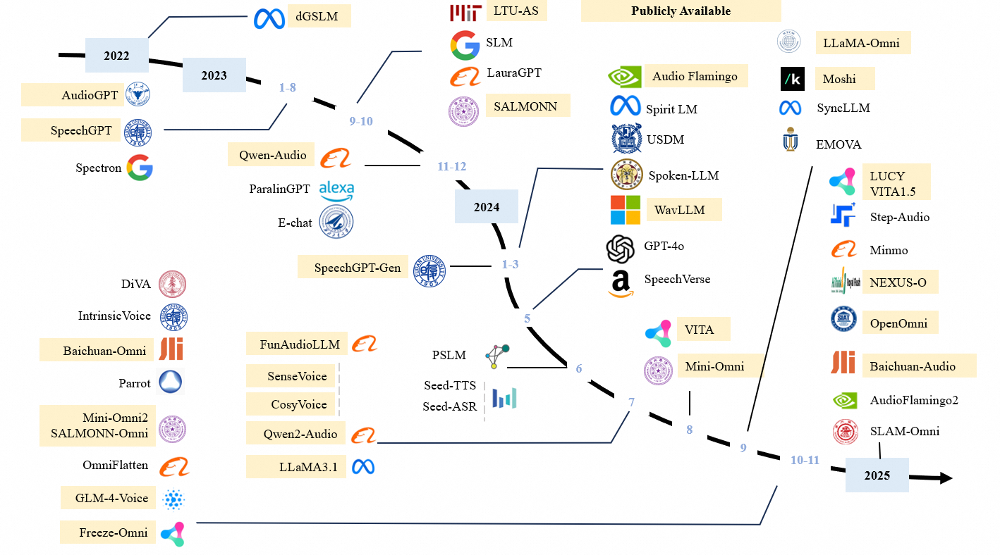 dGSLM
2022
2023
AudioGPT
SpeechGPT
Spectron
1-8
9-10
LTU-AS
SLM
LauraGPT
SALMONN
Publicly Available
Qwen-Audio
ParalinGPT
alexa
E-chat
11-12
2024
SpeechGPT-Gen
1-3
Audio Flamingo
Spirit LM
USDM
Spoken-LLM
WavLLM
GPT-4o
SpeechVerse
a
5
LLaMA-Omni
/k
Moshi
SyncLLM
EMOVA
LUCY
VITA1.5
Step-Audio
Minmo
NEXUS-O
SIAT
OpenOmni
Baichuan-Audio
AudioFlamingo2
SLAM-Omni
DiVA
IntrinsicVoice
Baichuan-Omni
Parrot
Mini-Omni2
SALMONN-Omni
OmniFlatten
GLM-4-Voice
Freeze-Omni
FunAudioLLM
SenseVoice
CosyVoice
Qwen2-Audio
LLaMA3.1
PSLM
Seed-TTS
Seed-ASR
6
7
VITA
Mini-Omni
8
9
10-11
2025